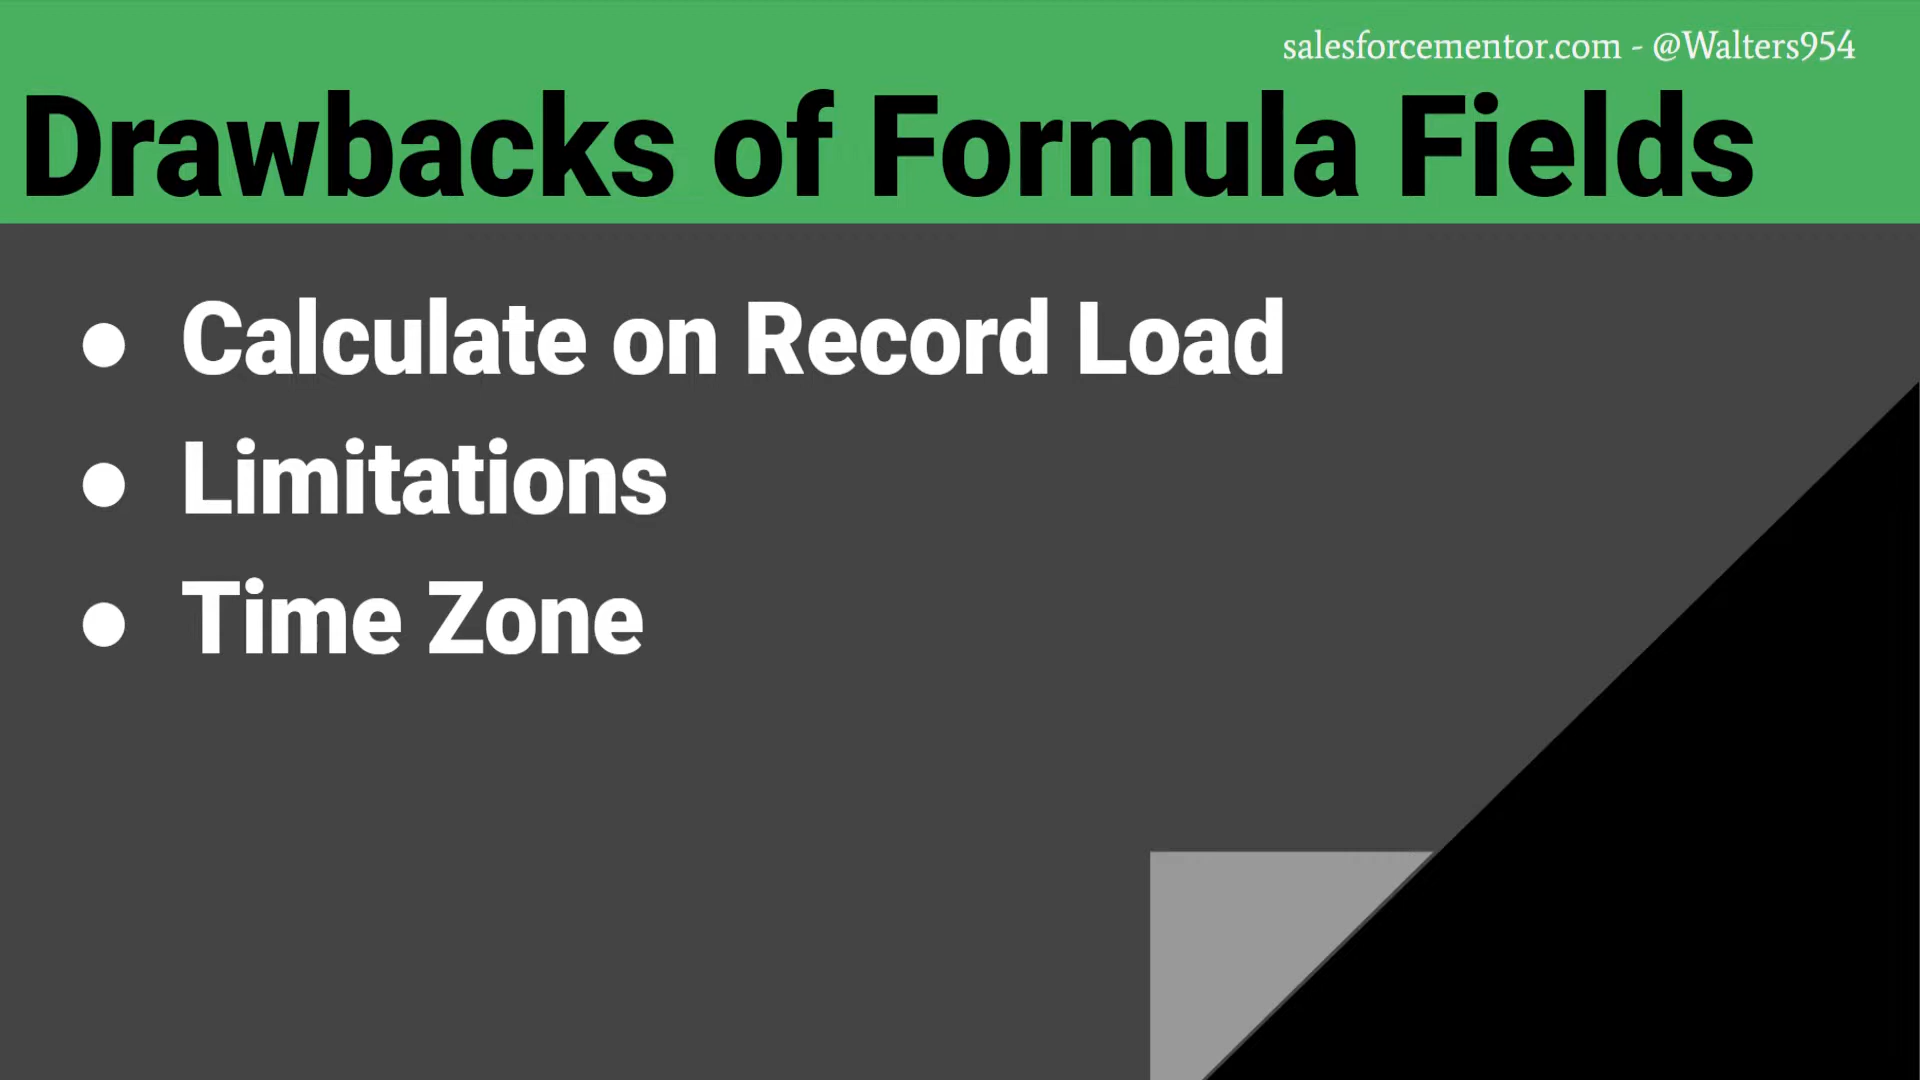 salesforcementor.com - @Walters954
Drawbacks of Formula Fields
● Calculate on Record Load
● Limitations
● Time Zone